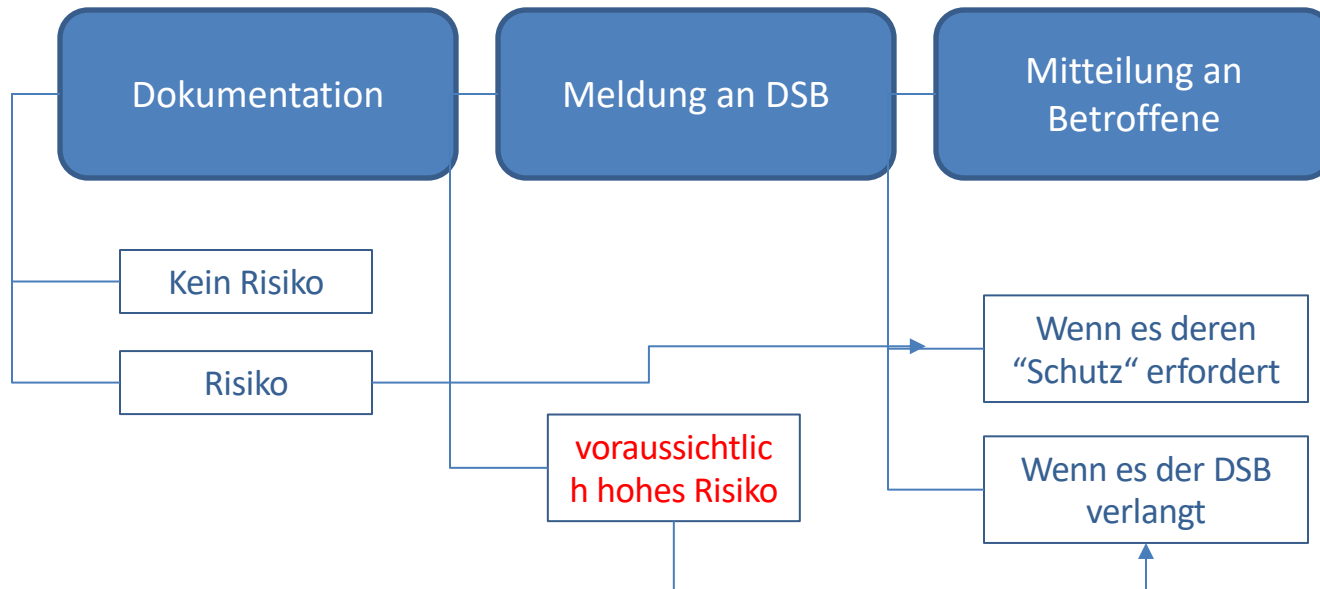 Dokumentation
Meldung an DSB
Mitteilung an
Betroffene
Kein Risiko
Risiko
voraussichtlic
h hohes Risiko
Wenn es deren
“Schutz“ erfordert
Wenn es der DSB
verlangt